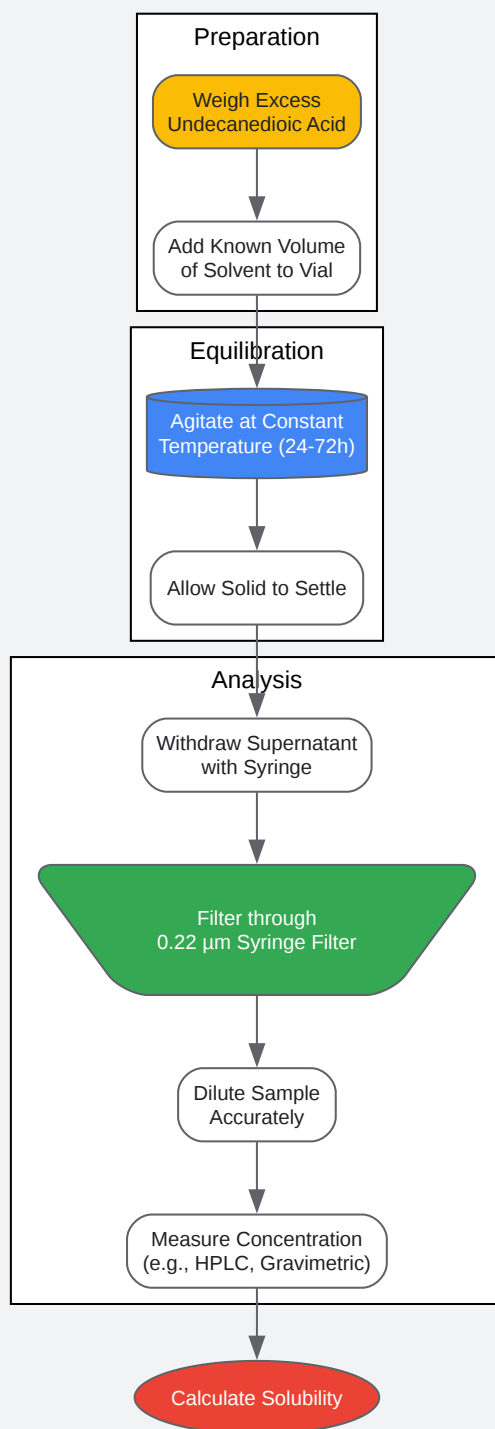 Preparation
Weigh Excess
Undecanedioic Acid
Add Known Volume
of Solvent to Vial
Equilibration
Agitate at Constant
Temperature (24-72h)
Allow Solid to Settle
Analysis
Withdraw Supernatant
with Syringe
Filter through
0.22 µm Syringe Filter
Dilute Sample
Accurately
Measure Concentration
(e.g., HPLC, Gravimetric)
Calculate Solubility